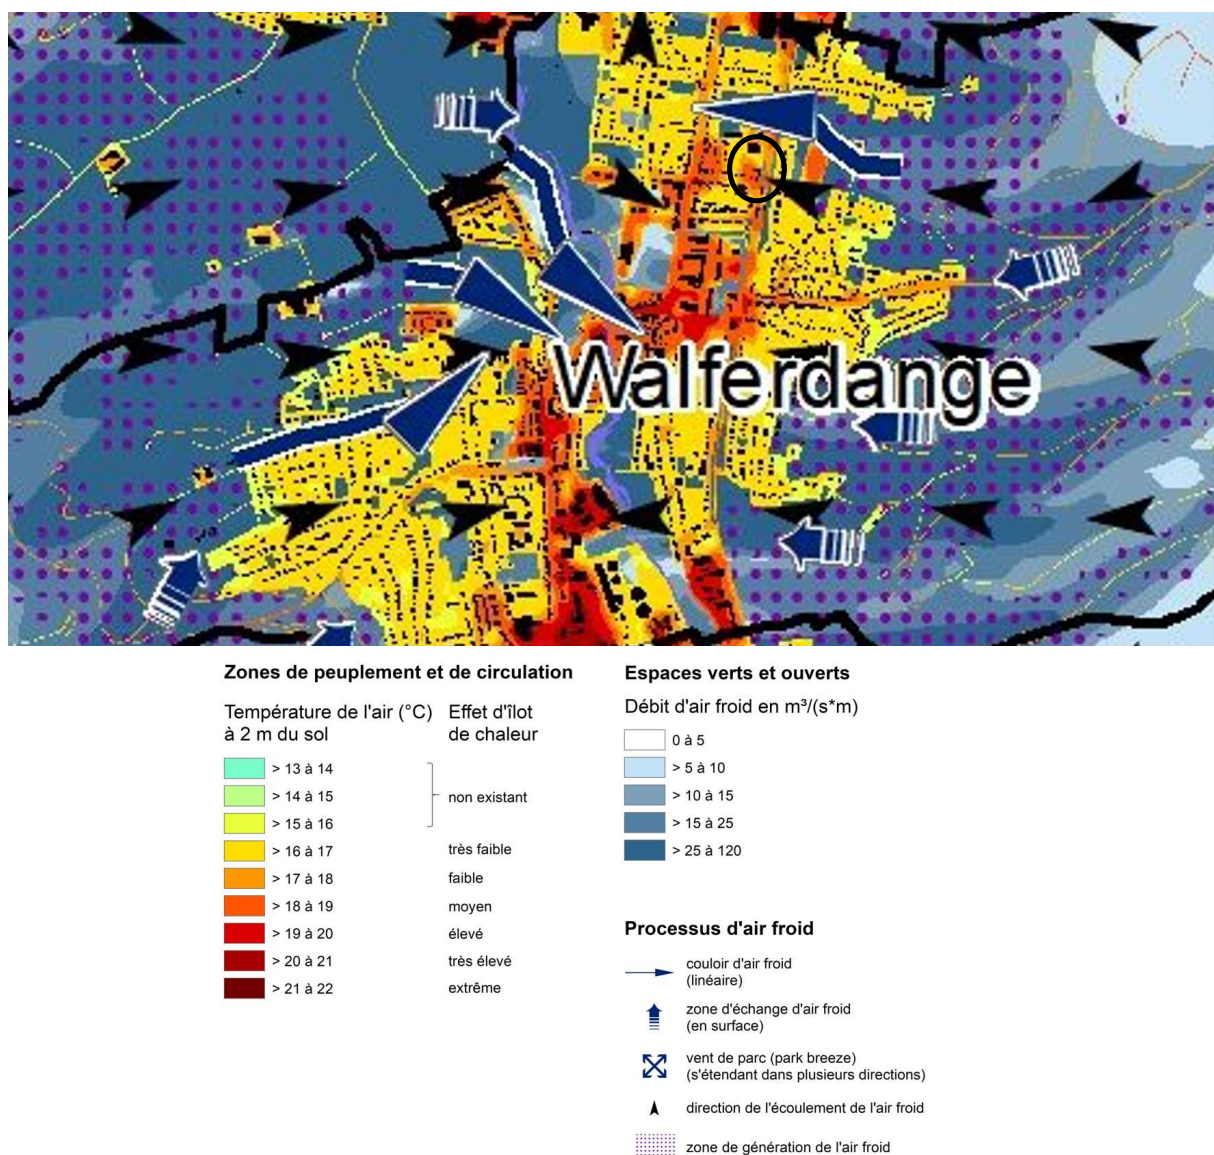 Walferdange
Zones de peuplement et de circulation
Température de l'air (°C)
à 2 m du sol
Effet d'îlot
de chaleur
> 13 à 14
> 14 à 15
> 15 à 16
non existant
> 16 à 17
très faible
> 17 à 18
faible
> 18 à 19
moyen
> 19 à 20
élevé
> 20 à 21
très élevé
> 21 à 22
extrême
Espaces verts et ouverts
Débit d'air froid en m³/(s*m)
0 à 5
> 5 à 10
> 10 à 15
> 15 à 25
> 25 à 120
Processus d'air froid
couloir d'air froid
(linéaire)
zone d'échange d'air froid
(en surface)
vent de parc (park breeze)
(s'étendant dans plusieurs directions)
direction de l'écoulement de l'air froid
zone de génération de l'air froid